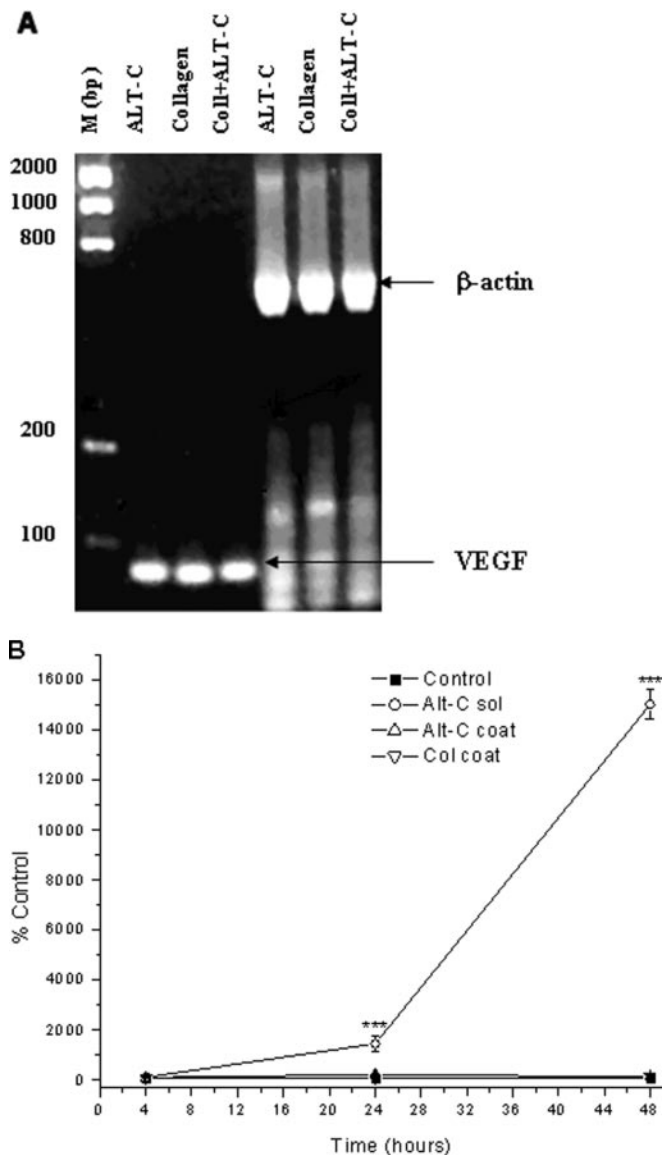 A
M (bp)
ALT-C
Collagen
Coll+ALT-C
ALT-C
Collagen
Coll+ALT-C
2000
1000
800
β-actin
200
100
VEGF
B
Control
Alt-C sol
Alt-C coat
Col coat
***
***
16000
14000
12000
10000
8000
6000
4000
2000
0
% Control
0 4 8 12 16 20 24 28 32 36 40 44 48
Time (hours)